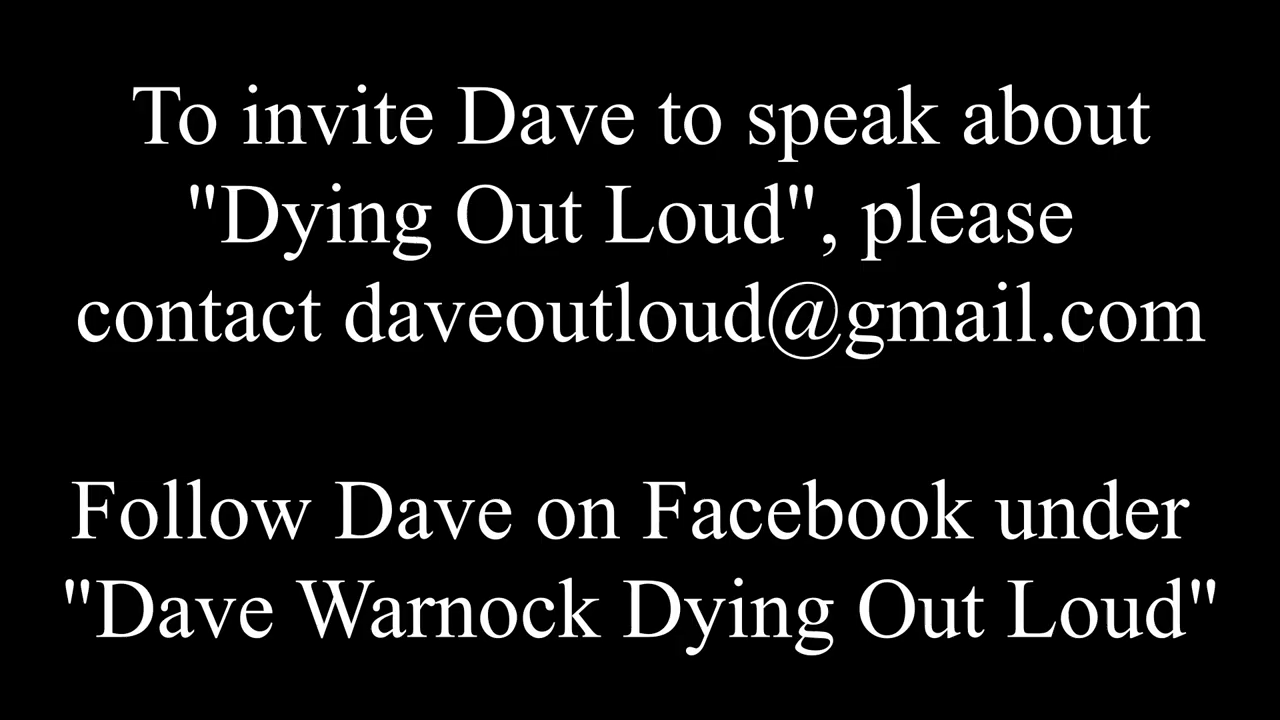 To invite Dave to speak about
"Dying Out Loud", please
contact daveoutloud@gmail.com
Follow Dave on Facebook under
"Dave Warnock Dying Out Loud"